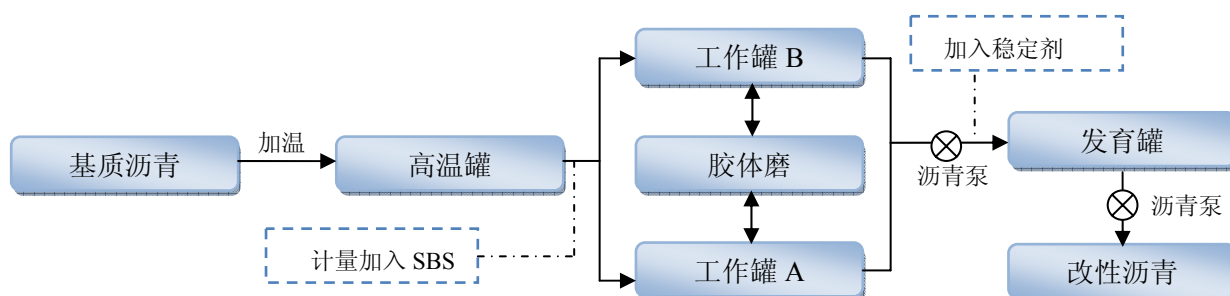 工作罐 B
加入稳定剂
基质沥青
加温
高温罐
胶体磨
沥青泵
发育罐
沥青泵
计量加入 SBS
工作罐 A
改性沥青